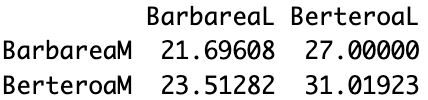 BarbareaL BerteroaL
BarbareaM 21.69608 27.00000
BerteroaM 23.51282 31.01923